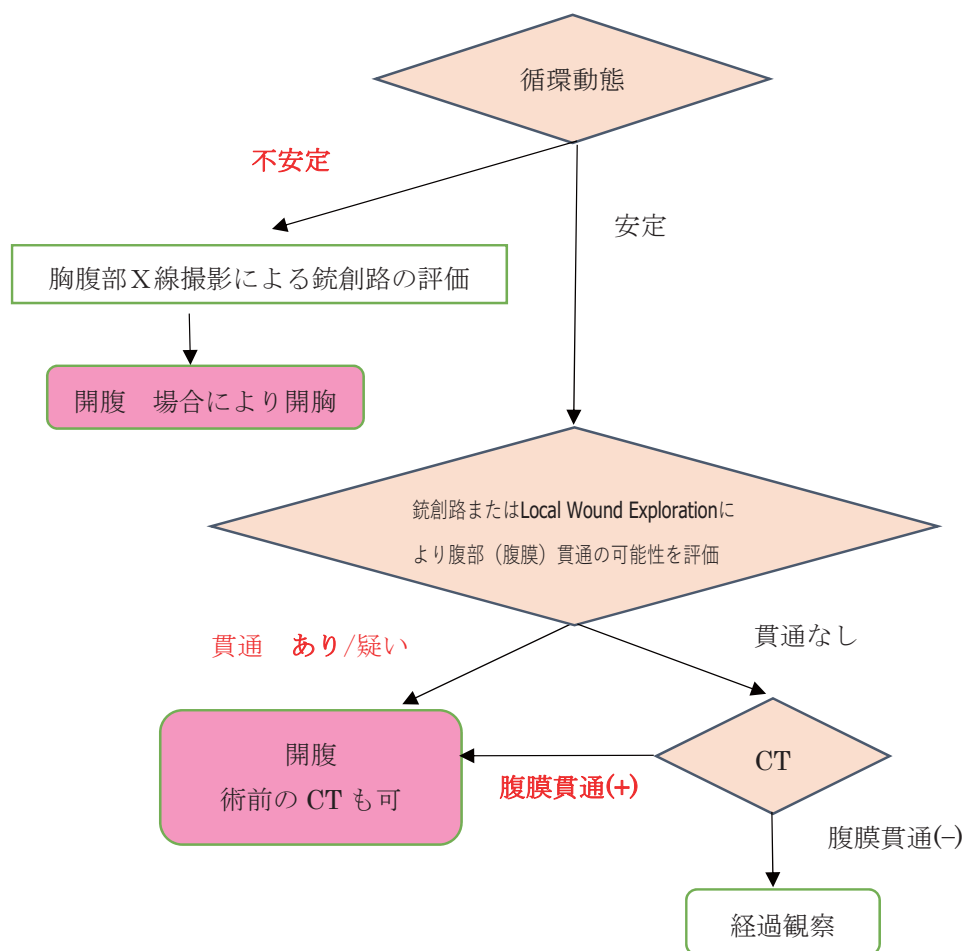 循環動態
不安定
安定
胸腹部X線撮影による銃創路の評価
開腹　場合により開胸
銃創路またはLocal Wound Explorationに
より腹部（腹膜）貫通の可能性を評価
貫通　あり/疑い
貫通なし
開腹
術前の CT も可
CT
腹膜貫通(+)
腹膜貫通(–)
経過観察